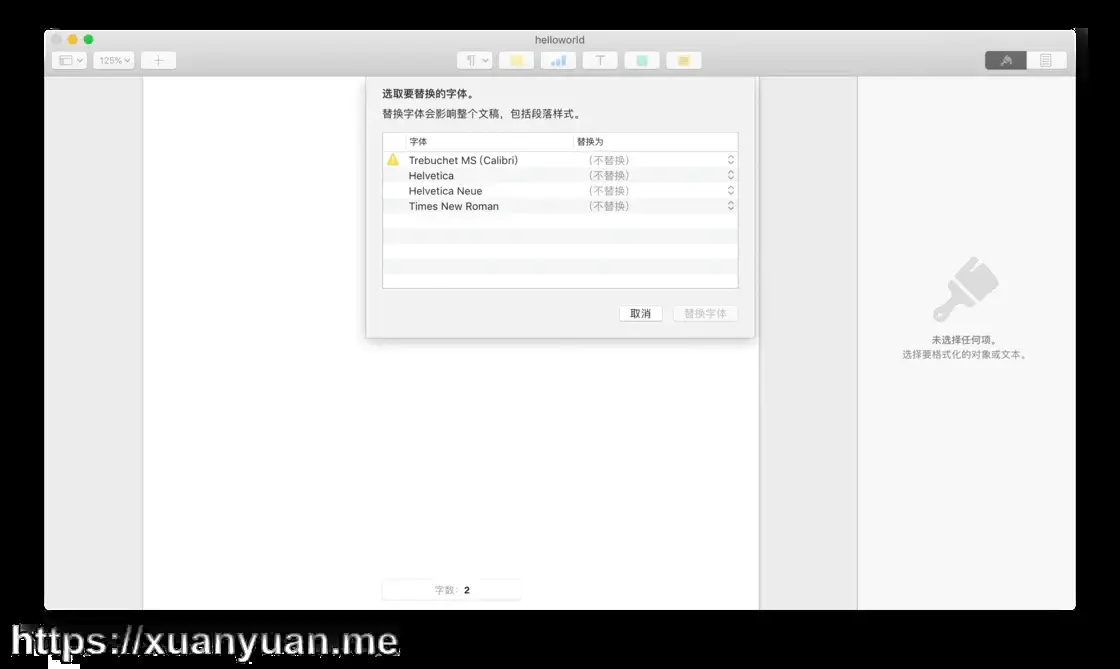 helloworld
125%
选取要替换的字体。
替换字体会影响整个文稿，包括段落样式。
字体 替换为
Trebuchet MS (Calibri) (不替换)
Helvetica (不替换)
Helvetica Neue (不替换)
Times New Roman (不替换)
取消 替换字体
未选择任何项。
选择要格式化的对象或文本。
字数: 2
https://xuanyuan.me